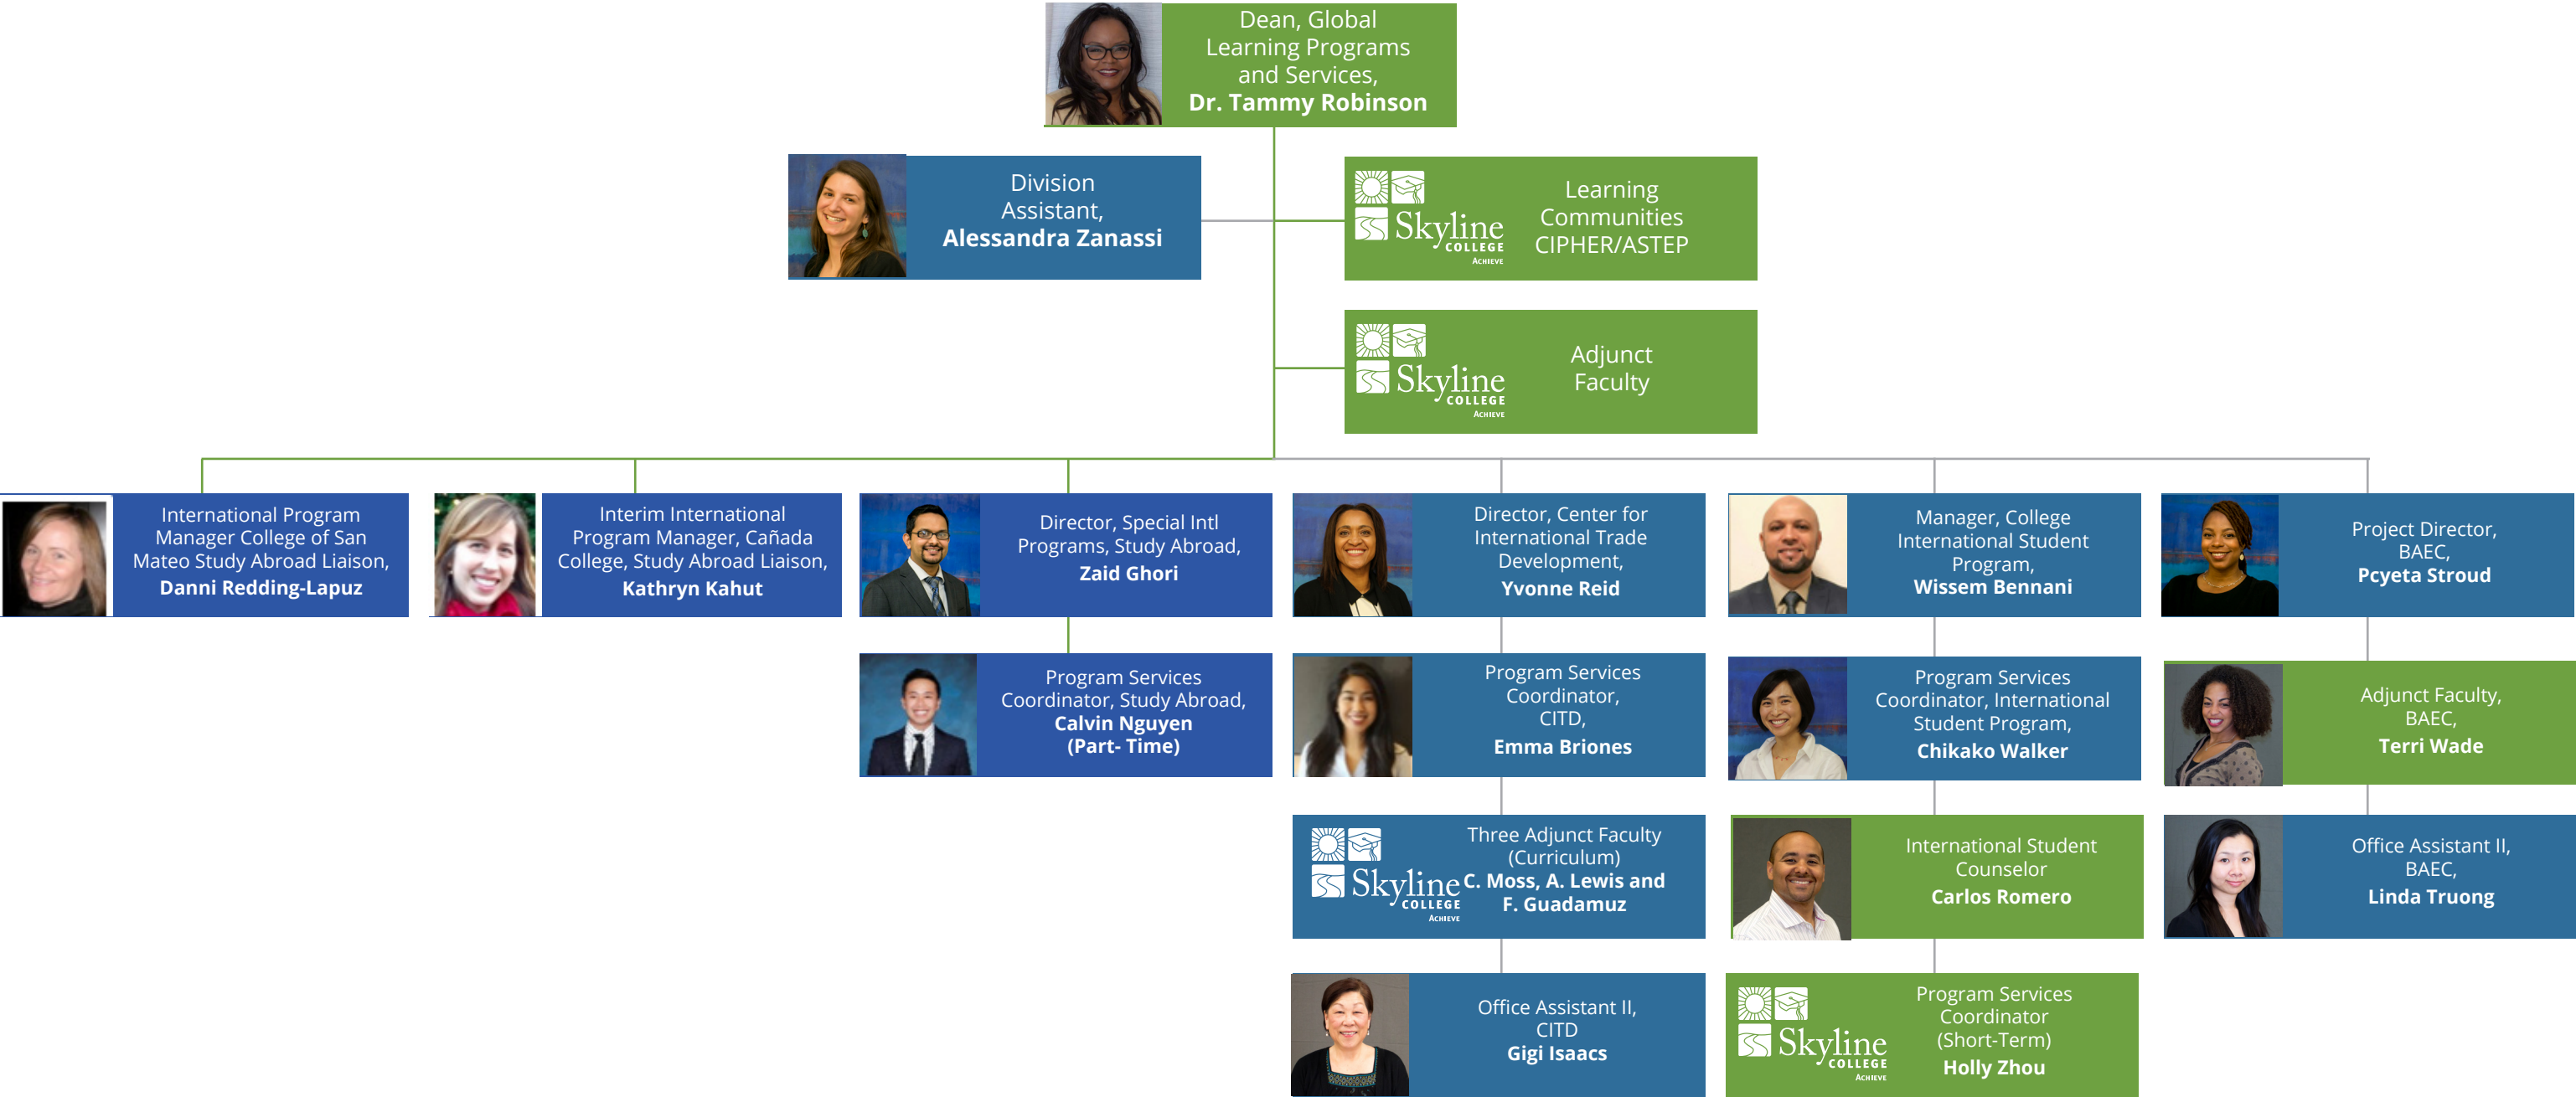 Dean, Global
Learning Programs
and Services,
Dr. Tammy Robinson
Division
Assistant,
Alessandra Zanassi
Skyline
COLLEGE
ACHIEVE
Learning
Communities
CIPHER/ASTEP
Skyline
COLLEGE
ACHIEVE
Adjunct
Faculty
International Program
Manager College of San
Mateo Study Abroad Liaison,
Danni Redding-Lapuz
Interim International
Program Manager, Cañada
College, Study Abroad Liaison,
Kathryn Kahut
Director, Special Intl
Programs, Study Abroad,
Zaid Ghori
Director, Center for
International Trade
Development,
Yvonne Reid
Manager, College
International Student
Program,
Wissem Bennani
Project Director,
BAEC,
Pcyeta Stroud
Program Services
Coordinator, Study Abroad,
Calvin Nguyen
(Part- Time)
Program Services
Coordinator,
CITD,
Emma Briones
Program Services
Coordinator, International
Student Program,
Chikako Walker
Adjunct Faculty,
BAEC,
Terri Wade
Skyline
COLLEGE
ACHIEVE
Three Adjunct Faculty
(Curriculum)
C. Moss, A. Lewis and
F. Guadamuz
International Student
Counselor
Carlos Romero
Office Assistant II,
BAEC,
Linda Truong
Office Assistant II,
CITD
Gigi Isaacs
Skyline
COLLEGE
ACHIEVE
Program Services
Coordinator
(Short-Term)
Holly Zhou